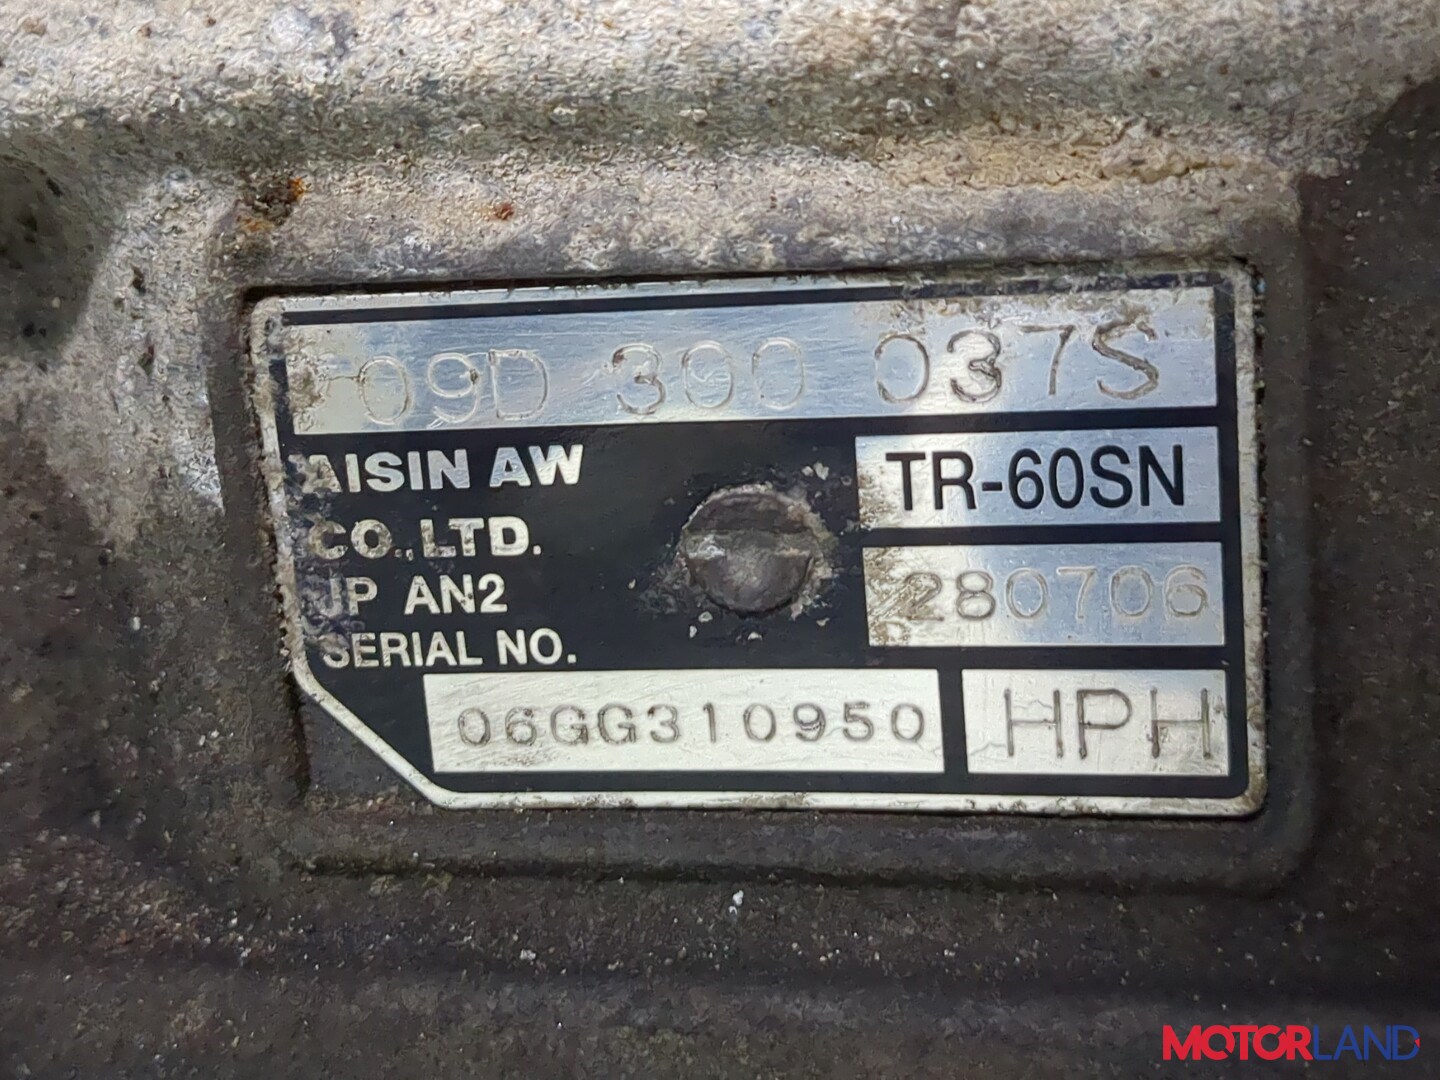 09D 300 037S
AISIN AW
CO.,LTD.
TR-60SN
JP AN2
280706
SERIAL NO.
06GG310950
HPH
MOTORLAND